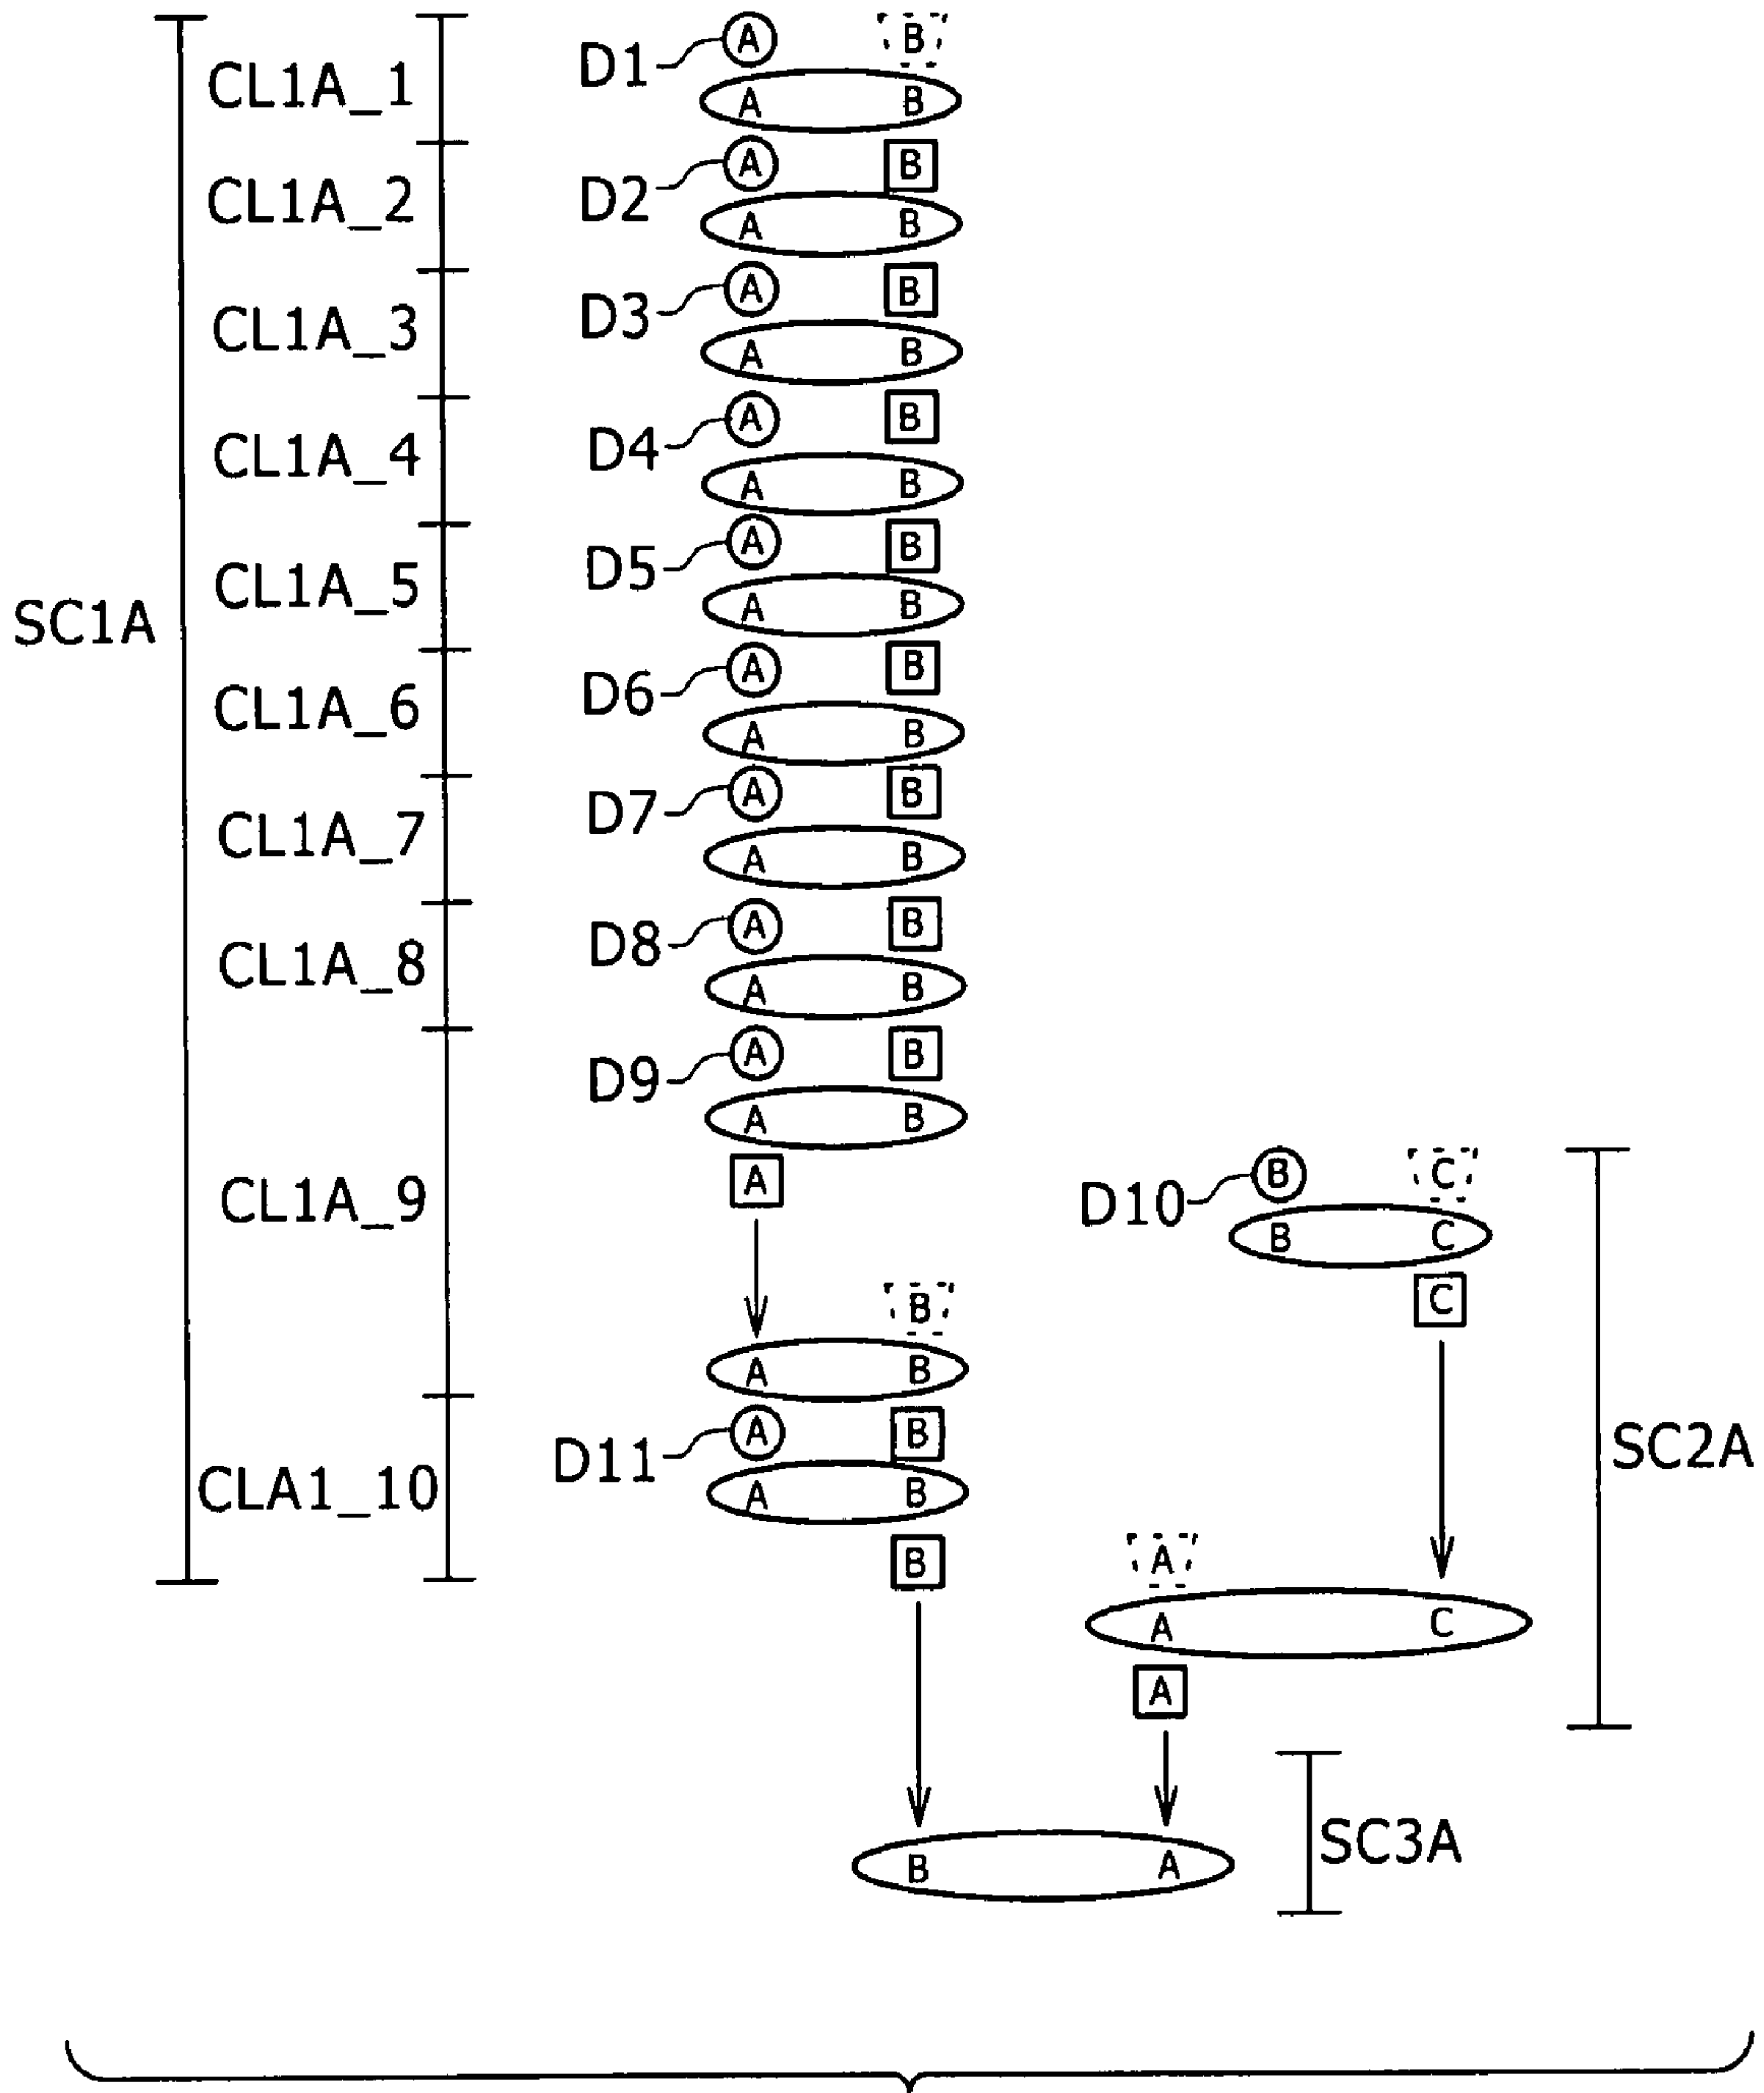 D1 A B
CL1A_1
A B
D2 A B
CL1A_2
A B
D3 A B
CL1A_3
A B
D4 A B
CL1A_4
A B
D5 A B
CL1A_5
A B
SC1A
D6 A B
CL1A_6
A B
D7 A B
CL1A_7
A B
D8 A B
CL1A_8
A B
D9 A B
A B
CL1A_9
A
D10 B C
B C
C
B
A B
D11 A B
CLA1_10
A B
SC2A
B
A
A C
A
SC3A
B A